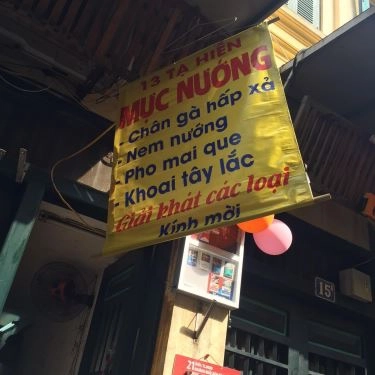 13 TẠ HIỆN
MỰC NƯỚNG
- Chân gà hấp xả
- Nem nướng
- Pho mai que
- Khoai tây lắc
Giải khát các loại
Kính mời
15
21